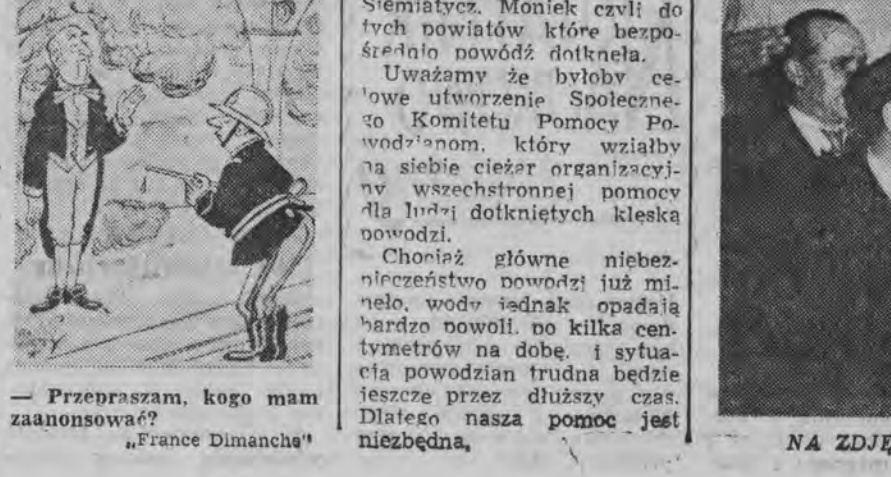 — Przepraszam, kogo mam
zaanonsować?
„France Dimanche"
Siemiatycz, Moniek czyli do
tych powiatów które bezpo-
średnio powódź dotknęła.
Uważamy że byłoby ce-
lowe utworzenie Społeczne-
go Komitetu Pomocy Po-
wodzianom, który wziąłby
na siebie ciężar organizacyj-
ny wszechstronnej pomocy
dla ludzi dotkniętych klęską
powodzi.
Chociaż główne niebez-
pieczeństwo powodzi już mi-
nęło, wody jednak opadają
bardzo powoli, po kilka cen-
tymetrów na dobę, i sytua-
cja powodzian trudna będzie
jeszcze przez dłuższy czas.
Dlatego nasza pomoc jest
niezbędna,
NA ZDJĘ